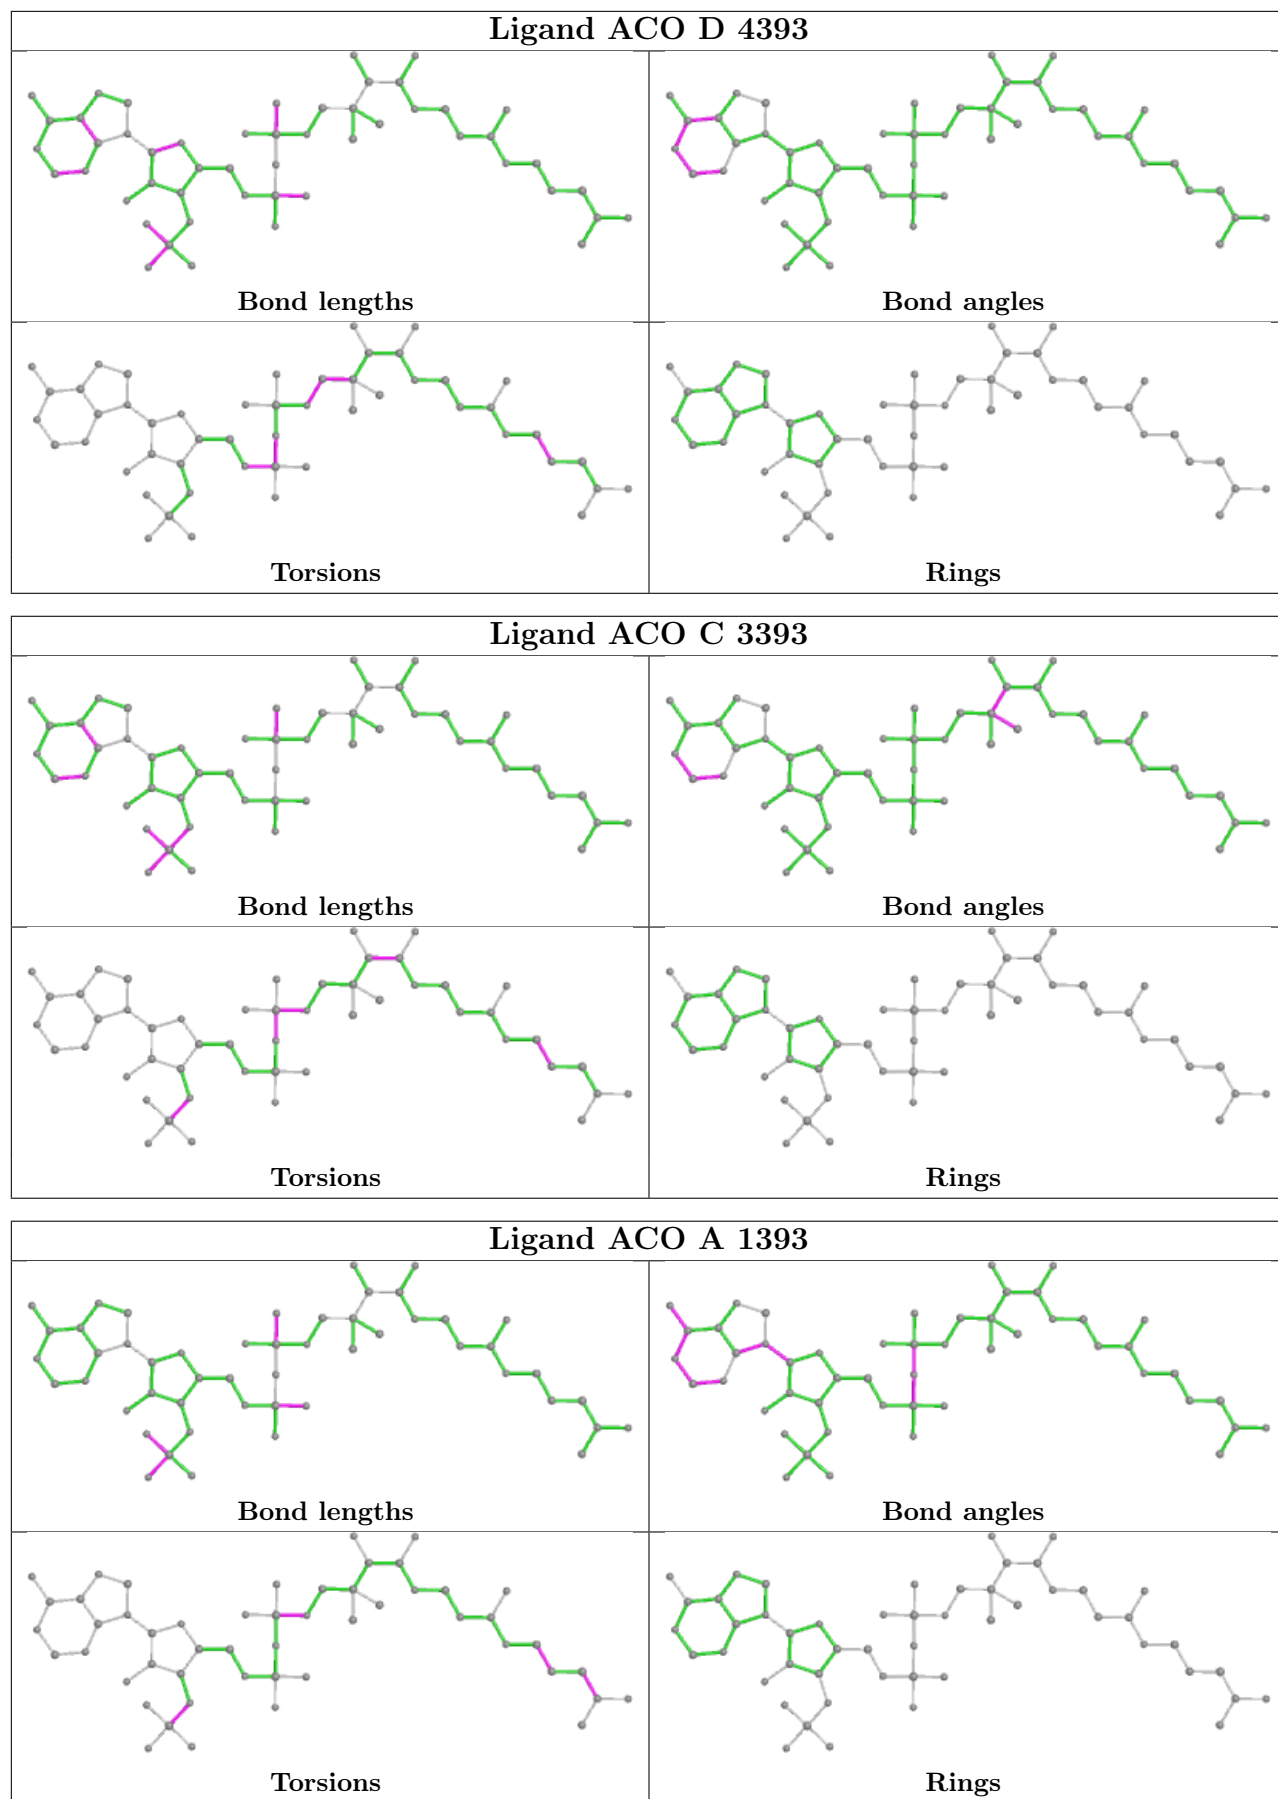 Ligand ACO D 4393
Bond lengths
Bond angles
Torsions
Rings
Ligand ACO C 3393
Bond lengths
Bond angles
Torsions
Rings
Ligand ACO A 1393
Bond lengths
Bond angles
Torsions
Rings